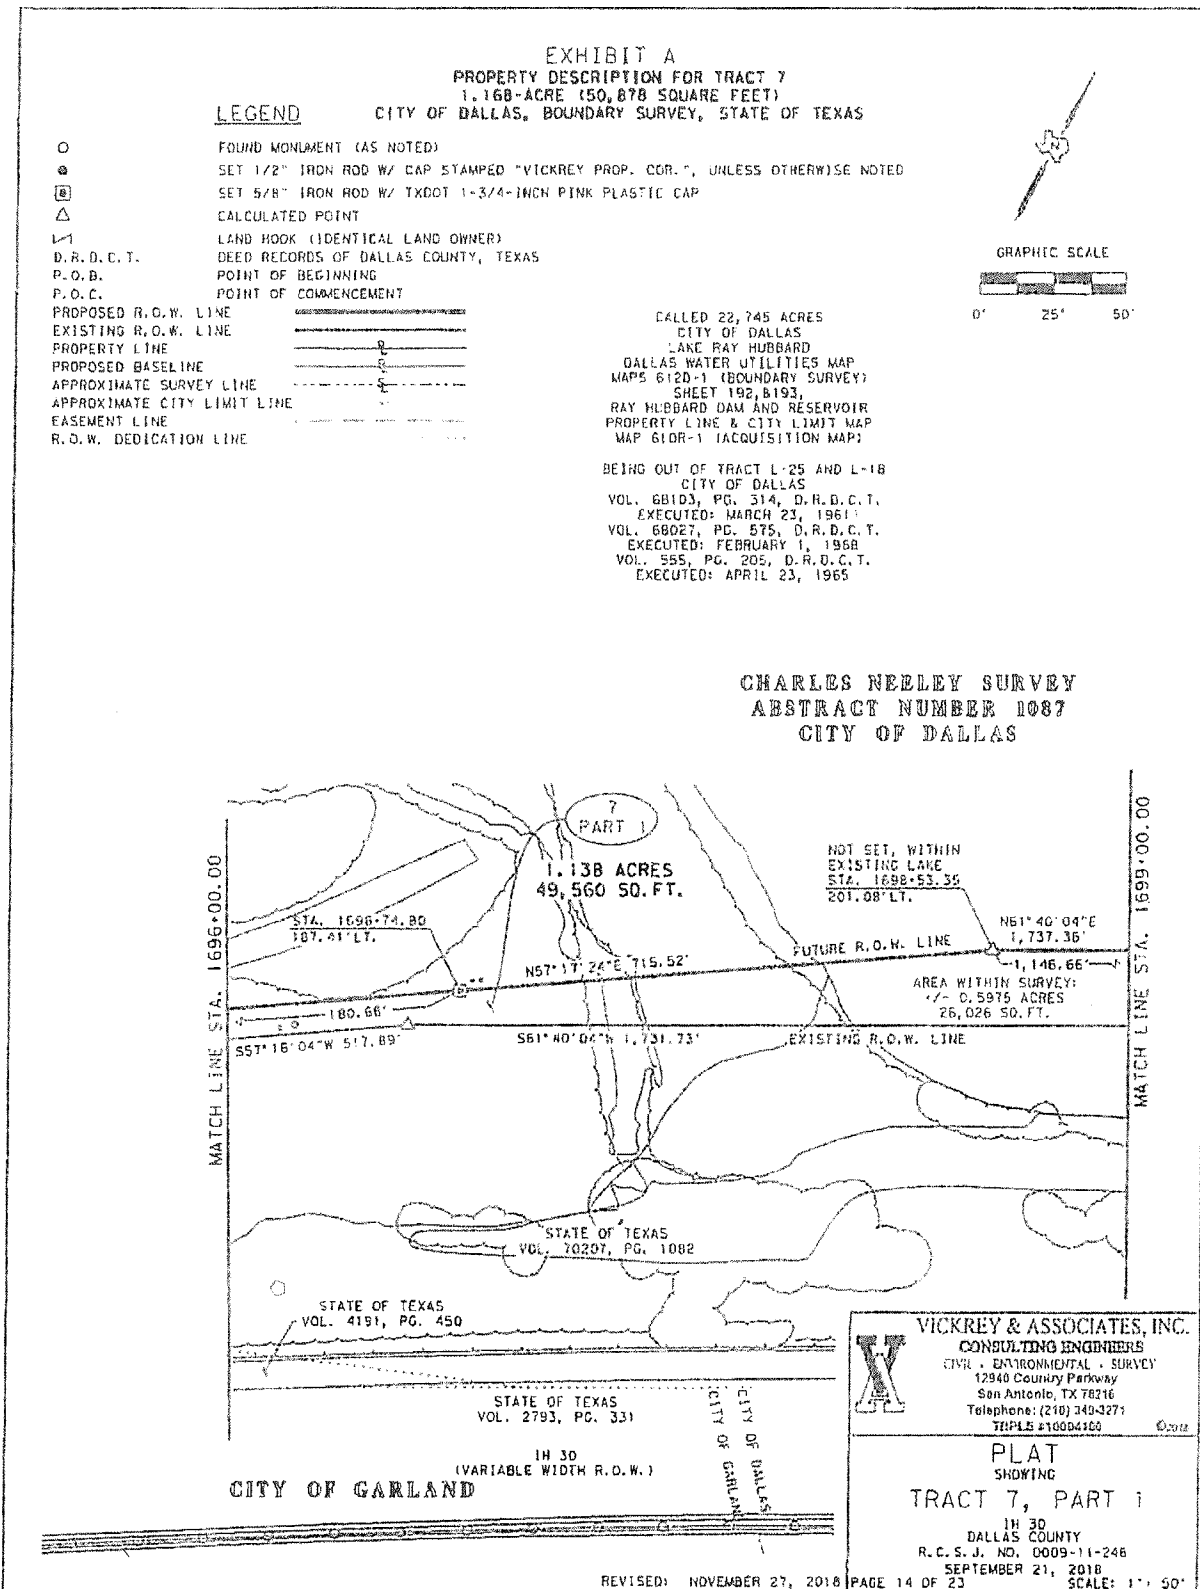 EXHIBIT A
PROPERTY DESCRIPTION FOR TRACT 7
1.168-ACRE (50,878 SQUARE FEET)
CITY OF DALLAS, BOUNDARY SURVEY, STATE OF TEXAS
LEGEND
FOUND MONUMENT (AS NOTED)
SET 1/2" IRON ROD W/ CAP STAMPED "VICKREY PROP. COR.", UNLESS OTHERWISE NOTED
SET 5/8" IRON ROD W/ TXDOT 1-3/4-INCH PINK PLASTIC CAP
CALCULATED POINT
LAND HOOK (IDENTICAL LAND OWNER)
D.R.D.C.T. DEED RECORDS OF DALLAS COUNTY, TEXAS
P.O.B. POINT OF BEGINNING
P.O.C. POINT OF COMMENCEMENT
PROPOSED R.O.W. LINE
EXISTING R.O.W. LINE
PROPERTY LINE
PROPOSED BASELINE
APPROXIMATE SURVEY LINE
APPROXIMATE CITY LIMIT LINE
EASEMENT LINE
R.O.W. DEDICATION LINE
N
GRAPHIC SCALE
0' 25' 50'
CALLED 22,745 ACRES
CITY OF DALLAS
LAKE RAY HUBBARD
DALLAS WATER UTILITIES MAP
MAPS 612D-1 (BOUNDARY SURVEY)
SHEET 192,&193,
RAY HUBBARD DAM AND RESERVOIR
PROPERTY LINE & CITY LIMIT MAP
MAP 610R-1 (ACQUISITION MAP)
BEING OUT OF TRACT L-25 AND L-18
CITY OF DALLAS
VOL. 68103, PG. 314, D.R.D.C.T.
EXECUTED: MARCH 23, 1961
VOL. 68027, PG. 575, D.R.D.C.T.
EXECUTED: FEBRUARY 1, 1968
VOL. 555, PG. 205, D.R.D.C.T.
EXECUTED: APRIL 23, 1965
CHARLES NEELEY SURVEY
ABSTRACT NUMBER 1087
CITY OF DALLAS
7
PART 1
1.138 ACRES
49,560 SQ.FT.
NOT SET, WITHIN
EXISTING LAKE
STA. 1698+53.35
201.08' LT.
STA. 1696+74.80
187.41' LT.
N61°40'04"E
1,737.36'
FUTURE R.O.W. LINE
1,146.66'
N57°17'24"E 715.52'
AREA WITHIN SURVEY:
+/- 0.5975 ACRES
26,026 SQ.FT.
180.66'
S57°16'04"W 517.89'
S61°40'04"W 1,731.73'
EXISTING R.O.W. LINE
MATCH LINE STA. 1696+00.00
MATCH LINE STA. 1699+00.00
STATE OF TEXAS
VOL. 70207, PG. 1082
STATE OF TEXAS
VOL. 4191, PG. 450
STATE OF TEXAS
VOL. 2793, PG. 331
CITY OF GARLAND
CITY OF DALLAS
IH 30
(VARIABLE WIDTH R.O.W.)
CITY OF GARLAND
VICKREY & ASSOCIATES, INC.
CONSULTING ENGINEERS
CIVIL • ENVIRONMENTAL • SURVEY
12940 Country Parkway
San Antonio, TX 78216
Telephone: (210) 349-3271
TBPLS #10004100
©2018
PLAT
SHOWING
TRACT 7, PART 1
IH 30
DALLAS COUNTY
R.C.S.J. NO. 0009-11-246
SEPTEMBER 21, 2018
REVISED: NOVEMBER 27, 2018 PAGE 14 OF 23 SCALE: 1": 50'